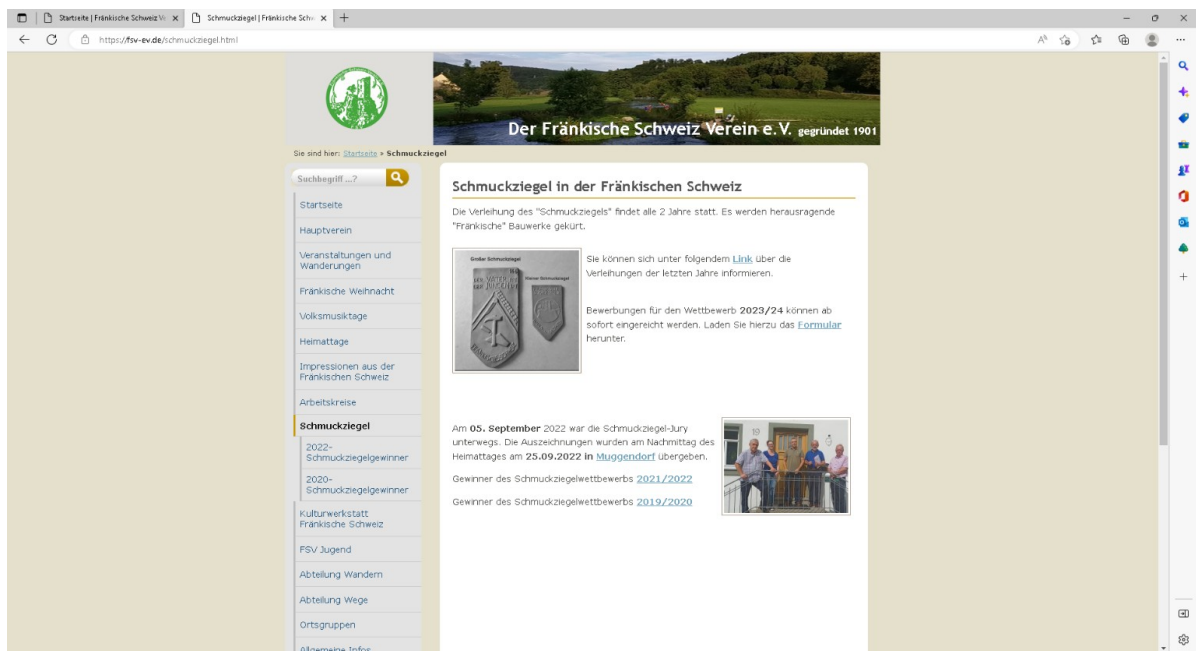 Startseite | Fränkische Schweiz Ve
Schmuckziegel | Fränkische Schw
https://fsv-ev.de/schmuckziegel.html
Der Fränkische Schweiz Verein e.V. gegründet 1901
Sie sind hier: Startseite » Schmuckziegel
Suchbegriff ...?
Startseite
Hauptverein
Veranstaltungen und
Wanderungen
Fränkische Weihnacht
Volksmusiktage
Heimattage
Impressionen aus der
Fränkischen Schweiz
Arbeitskreise
Schmuckziegel
2022-
Schmuckziegelgewinner
2020-
Schmuckziegelgewinner
Kulturwerkstatt
Fränkische Schweiz
FSV Jugend
Abteilung Wandern
Abteilung Wege
Ortsgruppen
Allgemeine Infos
Schmuckziegel in der Fränkischen Schweiz
Die Verleihung des "Schmuckziegels" findet alle 2 Jahre statt. Es werden herausragende
"Fränkische" Bauwerke gekürt.
Großer Schmuckziegel
Kleiner Schmuckziegel
Sie können sich unter folgendem Link über die
Verleihungen der letzten Jahre informieren.
Bewerbungen für den Wettbewerb 2023/24 können ab
sofort eingereicht werden. Laden Sie hierzu das Formular
herunter.
Am 05. September 2022 war die Schmuckziegel-Jury
unterwegs. Die Auszeichnungen wurden am Nachmittag des
Heimattages am 25.09.2022 in Muggendorf übergeben.
Gewinner des Schmuckziegelwettbewerbs 2021/2022
Gewinner des Schmuckziegelwettbewerbs 2019/2020